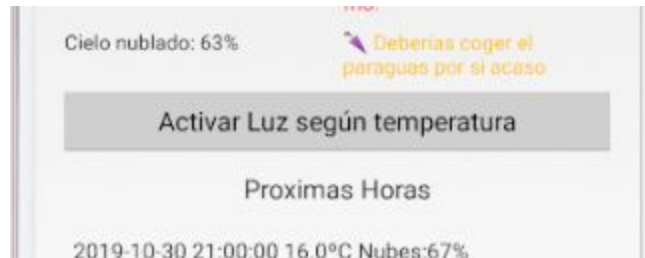 Cielo nublado: 63%
🌂 Deberías coger el
paraguas por si acaso
Activar Luz según temperatura
Proximas Horas
2019-10-30 21:00:00 16.0ºC Nubes:67%